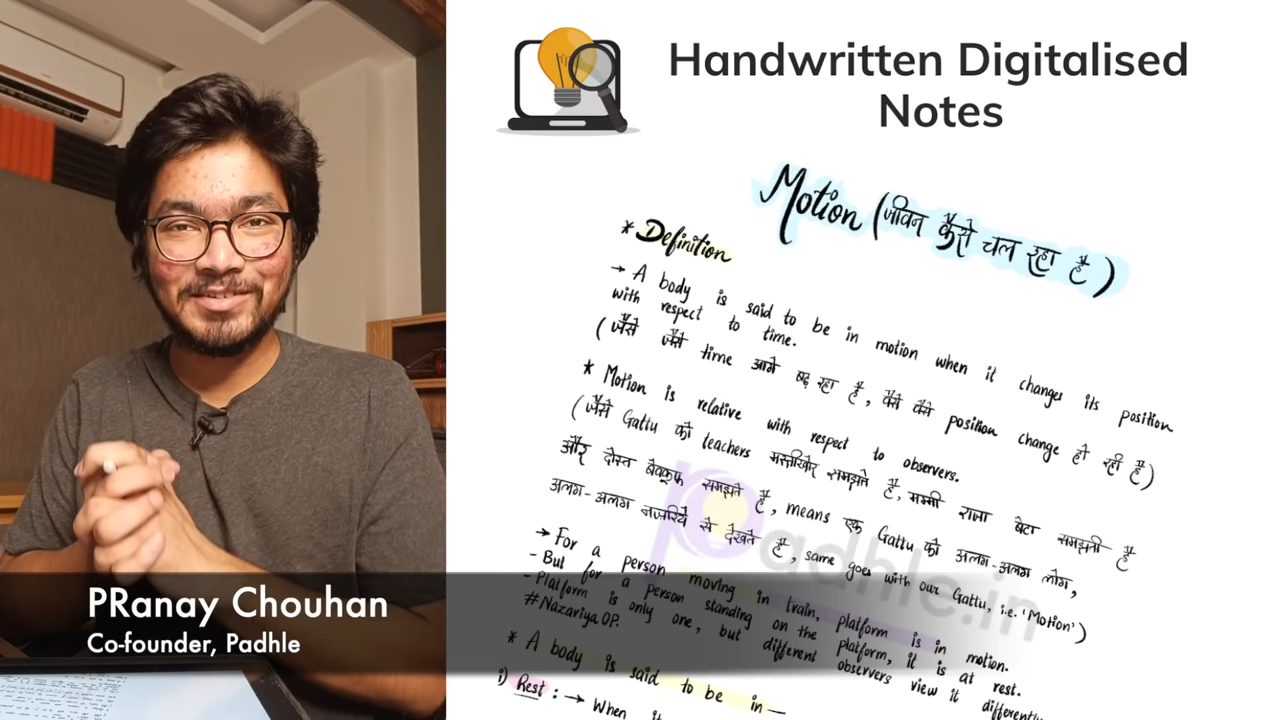 Handwritten Digitalised
Notes
Motion (जीवन कैसे चल रहा है)
* Definition
→ A body is said to be in motion when it changes its position
with respect to time.
(जैसे जैसे time आगे बढ़ रहा है, वैसे वैसे position change हो रही है)
* Motion is relative with respect to observers.
(जैसे Gattu को teachers मस्तीखोर समझते हैं, मम्मी राजा बेटा समझती है
और दोस्त बेवकूफ समझते हैं, means एक Gattu को अलग-अलग लोग,
अलग-अलग नजरिये से देखते हैं, same goes with our Gattu, i.e. 'Motion')
→ For a person moving in train, platform is in motion.
- But for a person standing on the platform, it is at rest.
- Platform is only one, but different observers view it differently
#Nazariya OP.
* A body is said to be in—
i) Rest : → When it
Padhle.in
PRanay Chouhan
Co-founder, Padhle